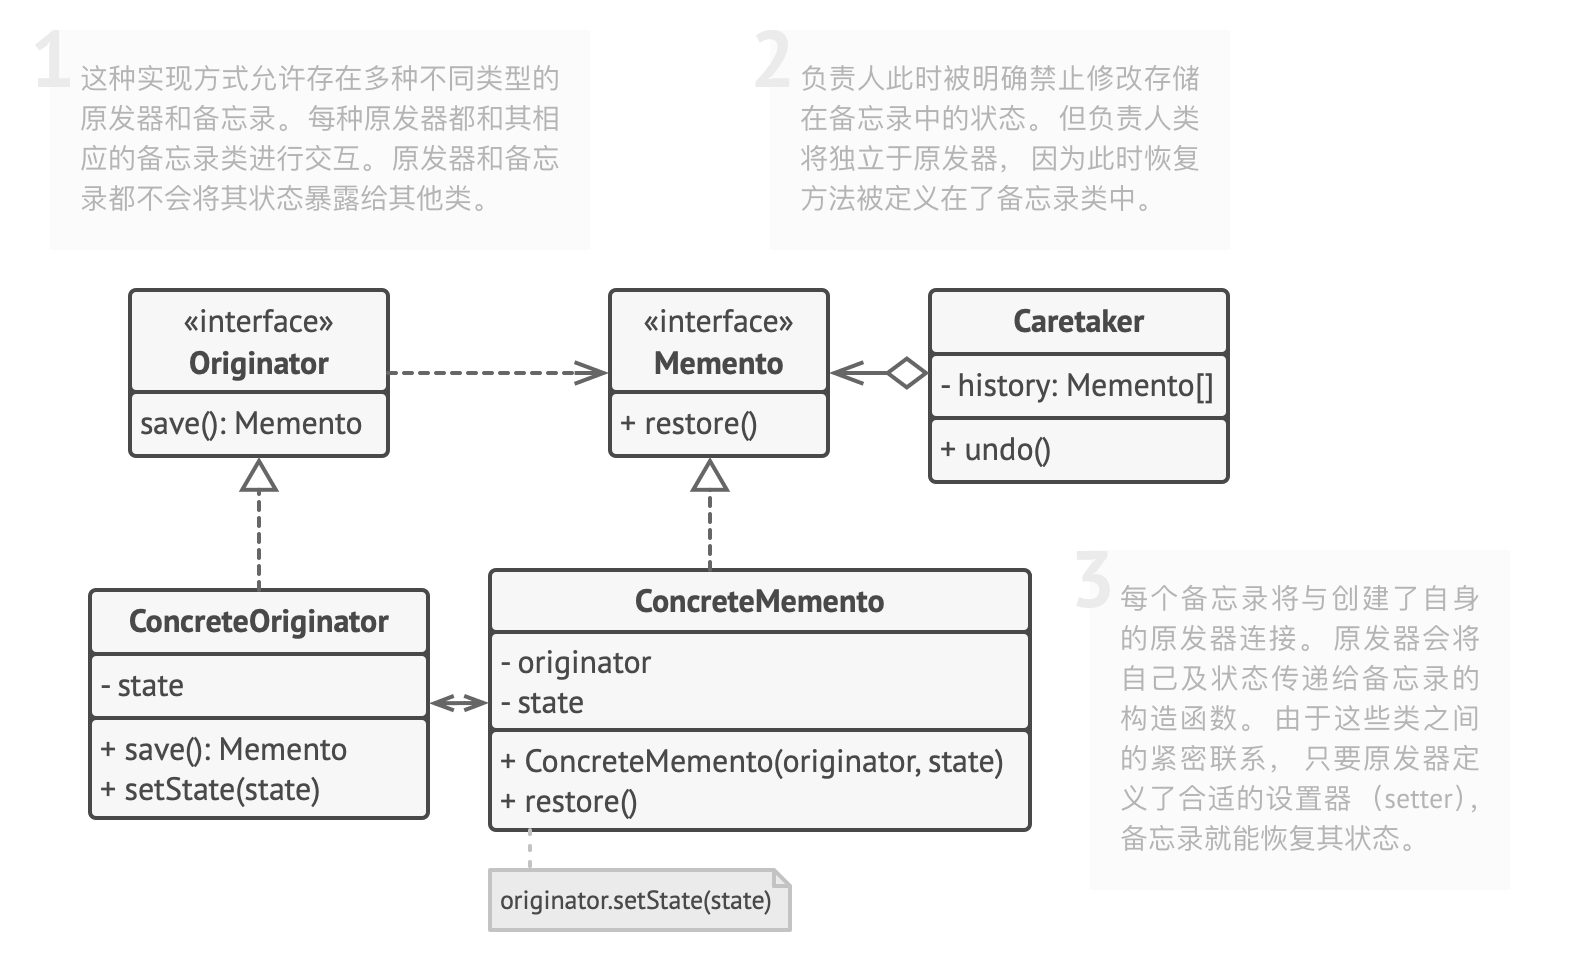 1
这种实现方式允许存在多种不同类型的
原发器和备忘录。每种原发器都和其相
应的备忘录类进行交互。原发器和备忘
录都不会将其状态暴露给其他类。
2
负责人此时被明确禁止修改存储
在备忘录中的状态。但负责人类
将独立于原发器，因为此时恢复
方法被定义在了备忘录类中。
«interface»
Originator
save(): Memento
«interface»
Memento
+ restore()
Caretaker
- history: Memento[]
+ undo()
ConcreteOriginator
- state
+ save(): Memento
+ setState(state)
ConcreteMemento
- originator
- state
+ ConcreteMemento(originator, state)
+ restore()
originator.setState(state)
3
每个备忘录将与创建了自身
的原发器连接。原发器会将
自己及状态传递给备忘录的
构造函数。由于这些类之间
的紧密联系，只要原发器定
义了合适的设置器（setter），
备忘录就能恢复其状态。